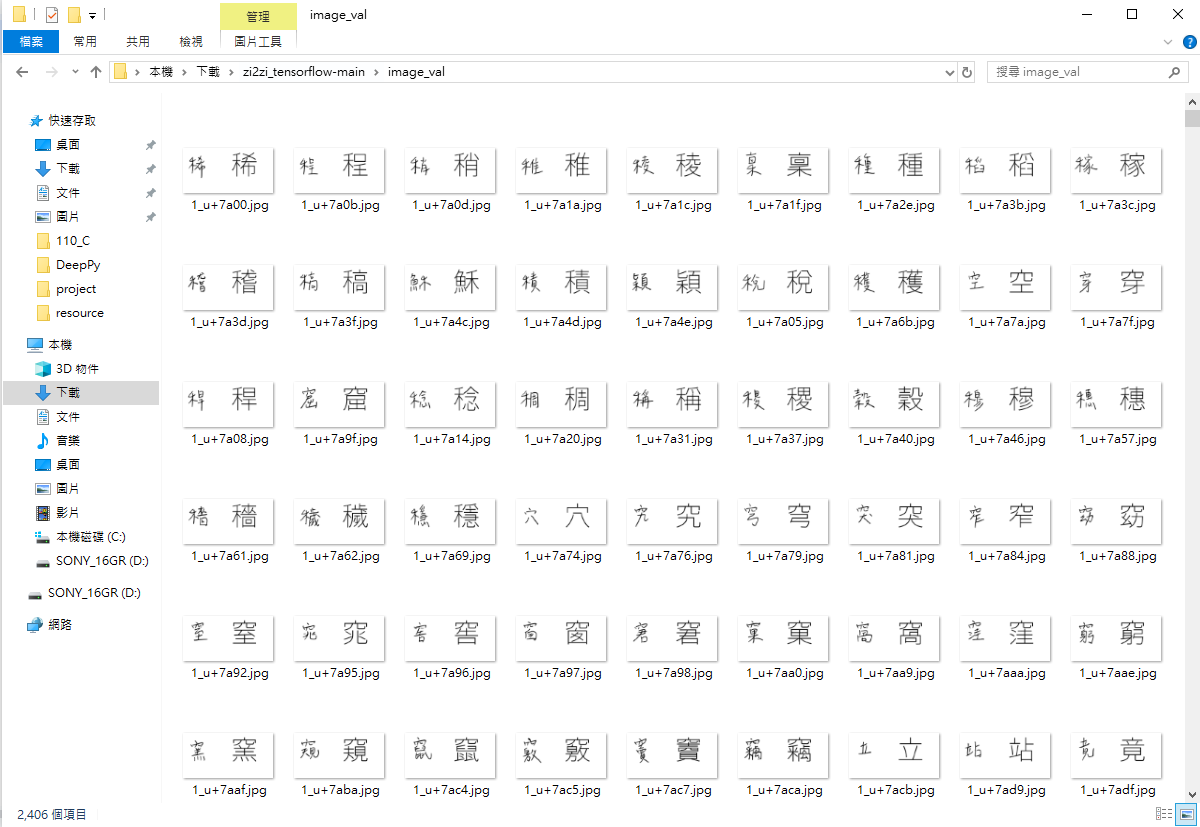 管理 image_val
檔案 常用 共用 檢視 圖片工具
本機 下載 zi2zi_tensorflow-main image_val 搜尋 image_val
快速存取
桌面
下載
文件
圖片
110_C
DeepPy
project
resource
本機
3D 物件
下載
文件
音樂
桌面
圖片
影片
本機磁碟 (C:)
SONY_16GR (D:)
SONY_16GR (D:)
網路
稀 稀 程 程 稍 稍 稚 稚 稜 稜 稟 稟 種 種 稻 稻 稼 稼
1_u+7a00.jpg 1_u+7a0b.jpg 1_u+7a0d.jpg 1_u+7a1a.jpg 1_u+7a1c.jpg 1_u+7a1f.jpg 1_u+7a2e.jpg 1_u+7a3b.jpg 1_u+7a3c.jpg
稽 稽 稿 稿 穌 穌 積 積 穎 穎 稅 稅 穫 穫 空 空 穿 穿
1_u+7a3d.jpg 1_u+7a3f.jpg 1_u+7a4c.jpg 1_u+7a4d.jpg 1_u+7a4e.jpg 1_u+7a05.jpg 1_u+7a6b.jpg 1_u+7a7a.jpg 1_u+7a7f.jpg
稈 稈 窟 窟 稔 稔 稠 稠 稱 稱 稷 稷 穀 穀 穆 穆 穗 穗
1_u+7a08.jpg 1_u+7a9f.jpg 1_u+7a14.jpg 1_u+7a20.jpg 1_u+7a31.jpg 1_u+7a37.jpg 1_u+7a40.jpg 1_u+7a46.jpg 1_u+7a57.jpg
穡 穡 穢 穢 穩 穩 穴 穴 究 究 穹 穹 突 突 窄 窄 窈 窈
1_u+7a61.jpg 1_u+7a62.jpg 1_u+7a69.jpg 1_u+7a74.jpg 1_u+7a76.jpg 1_u+7a79.jpg 1_u+7a81.jpg 1_u+7a84.jpg 1_u+7a88.jpg
窒 窒 窕 窕 窖 窖 窗 窗 窘 窘 窠 窠 窩 窩 窪 窪 窮 窮
1_u+7a92.jpg 1_u+7a95.jpg 1_u+7a96.jpg 1_u+7a97.jpg 1_u+7a98.jpg 1_u+7aa0.jpg 1_u+7aa9.jpg 1_u+7aaa.jpg 1_u+7aae.jpg
窯 窯 窺 窺 竄 竄 竅 竅 竇 竇 竊 竊 立 立 站 站 竟 竟
1_u+7aaf.jpg 1_u+7aba.jpg 1_u+7ac4.jpg 1_u+7ac5.jpg 1_u+7ac7.jpg 1_u+7aca.jpg 1_u+7acb.jpg 1_u+7ad9.jpg 1_u+7adf.jpg
2,406 個項目